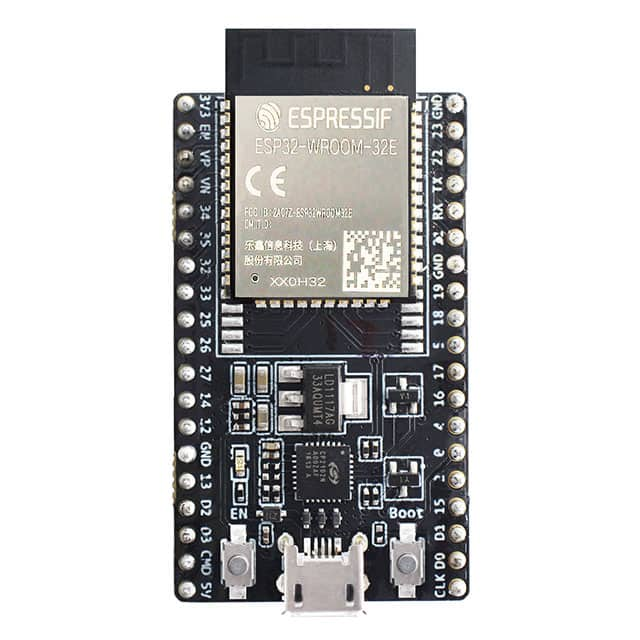 ESPRESSIF
ESP32-WROOM-32E
CE
FCC ID:2AC7Z-ESP32WROOM32E
CMIIT ID:
乐鑫信息科技（上海）
股份有限公司
XX0H32
3V3
EN
VP
VN
34
35
32
33
25
26
27
14
12
GND
13
D2
D3
CMD
5V
GND
23
22
TX
RX
21
GND
19
18
5
17
16
4
0
2
15
D1
D0
CLK
LD1117AG
33AQUMT4
EN
Boot